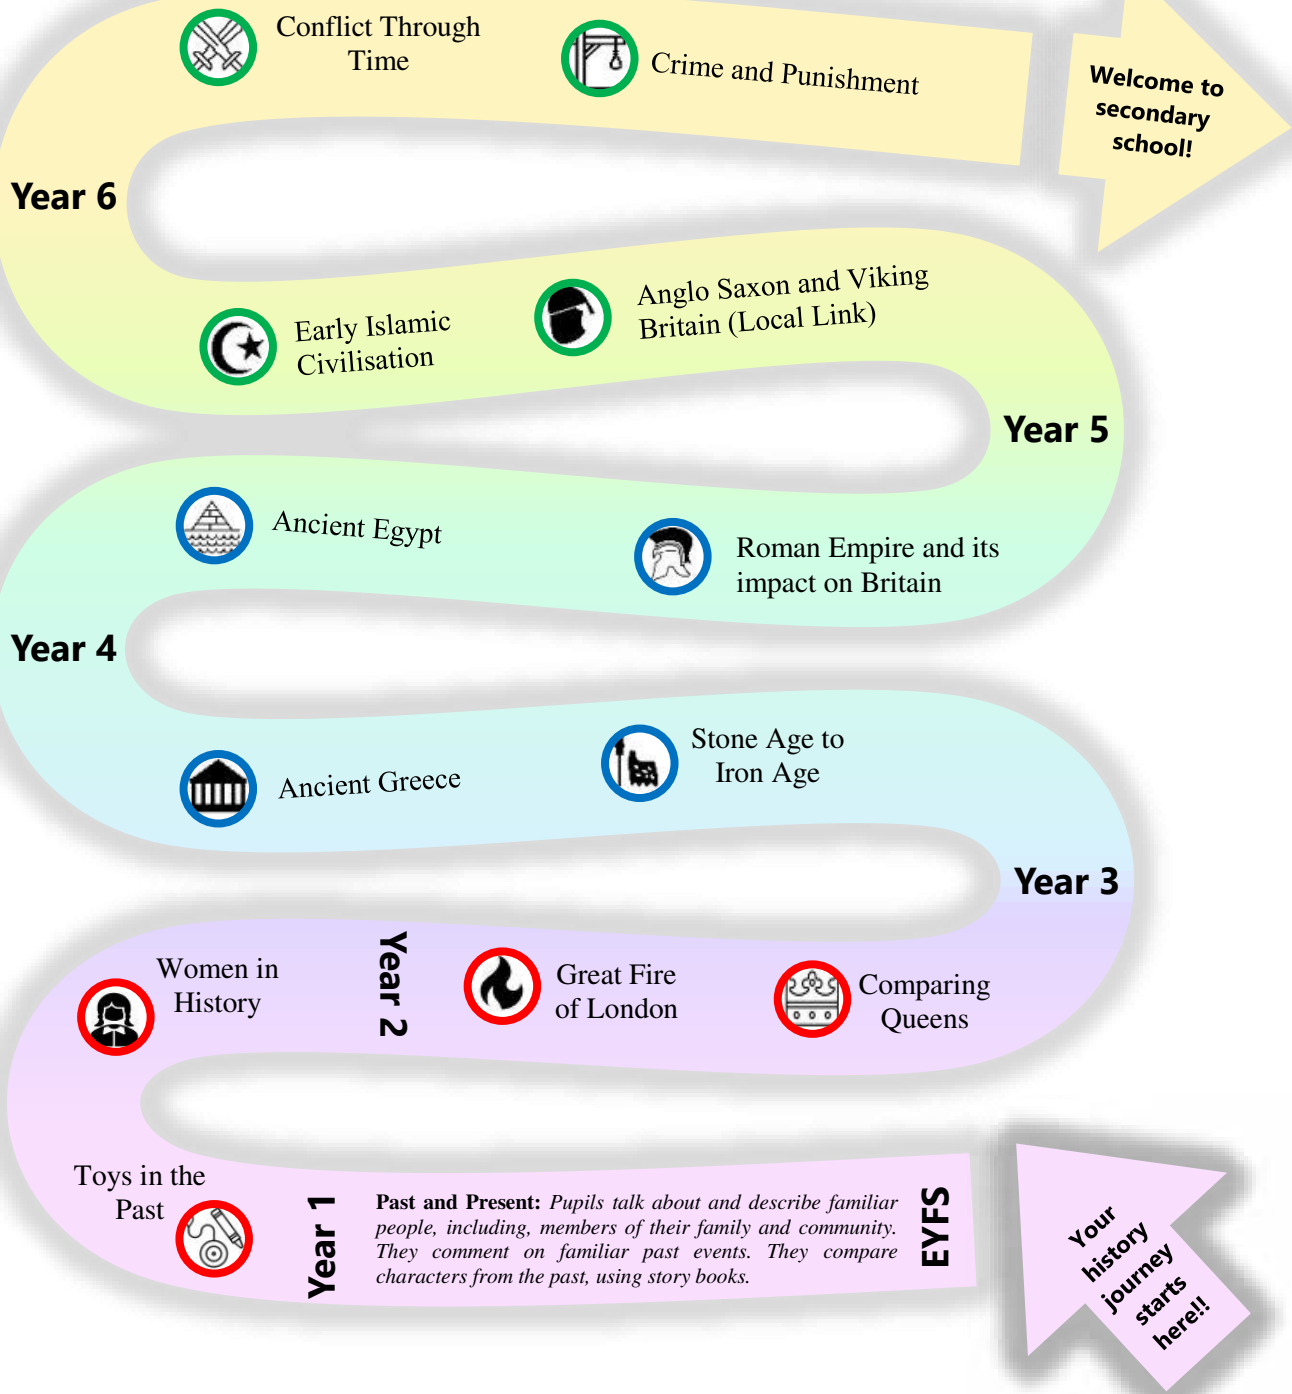 Conflict Through
Time
Crime and Punishment
Welcome to
secondary
school!
Year 6
Early Islamic
Civilisation
Anglo Saxon and Viking
Britain (Local Link)
Year 5
Ancient Egypt
Roman Empire and its
impact on Britain
Year 4
Ancient Greece
Stone Age to
Iron Age
Year 3
Women in
History
Year 2
Great Fire
of London
Comparing
Queens
Toys in the
Past
Year 1
Past and Present: Pupils talk about and describe familiar
people, including, members of their family and community.
They comment on familiar past events. They compare
characters from the past, using story books.
EYFS
Your
history
journey
starts
here!!